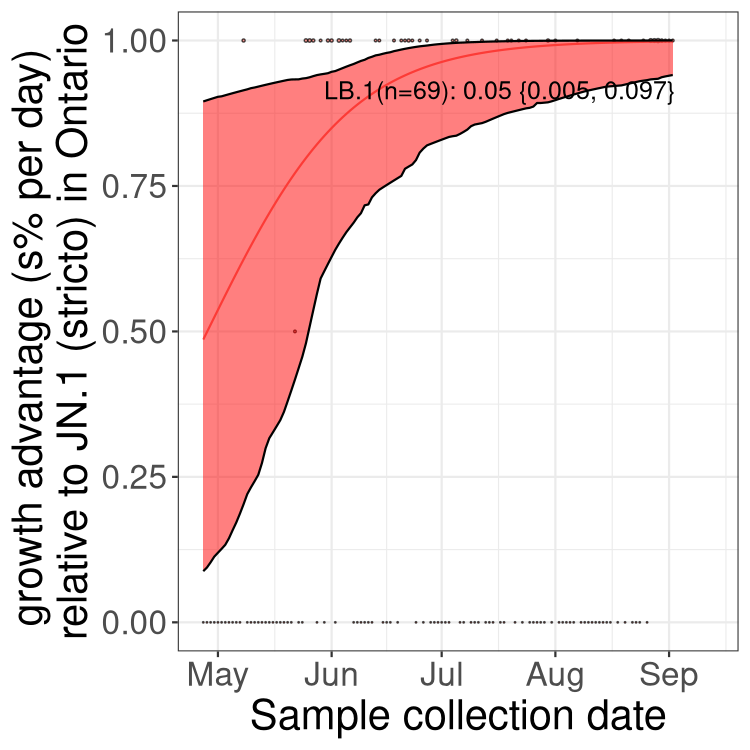 growth advantage (s% per day)
relative to JN.1 (stricto) in Ontario
1.00
0.75
0.50
0.25
0.00
LB.1(n=69): 0.05 {0.005, 0.097}
May Jun Jul Aug Sep
Sample collection date